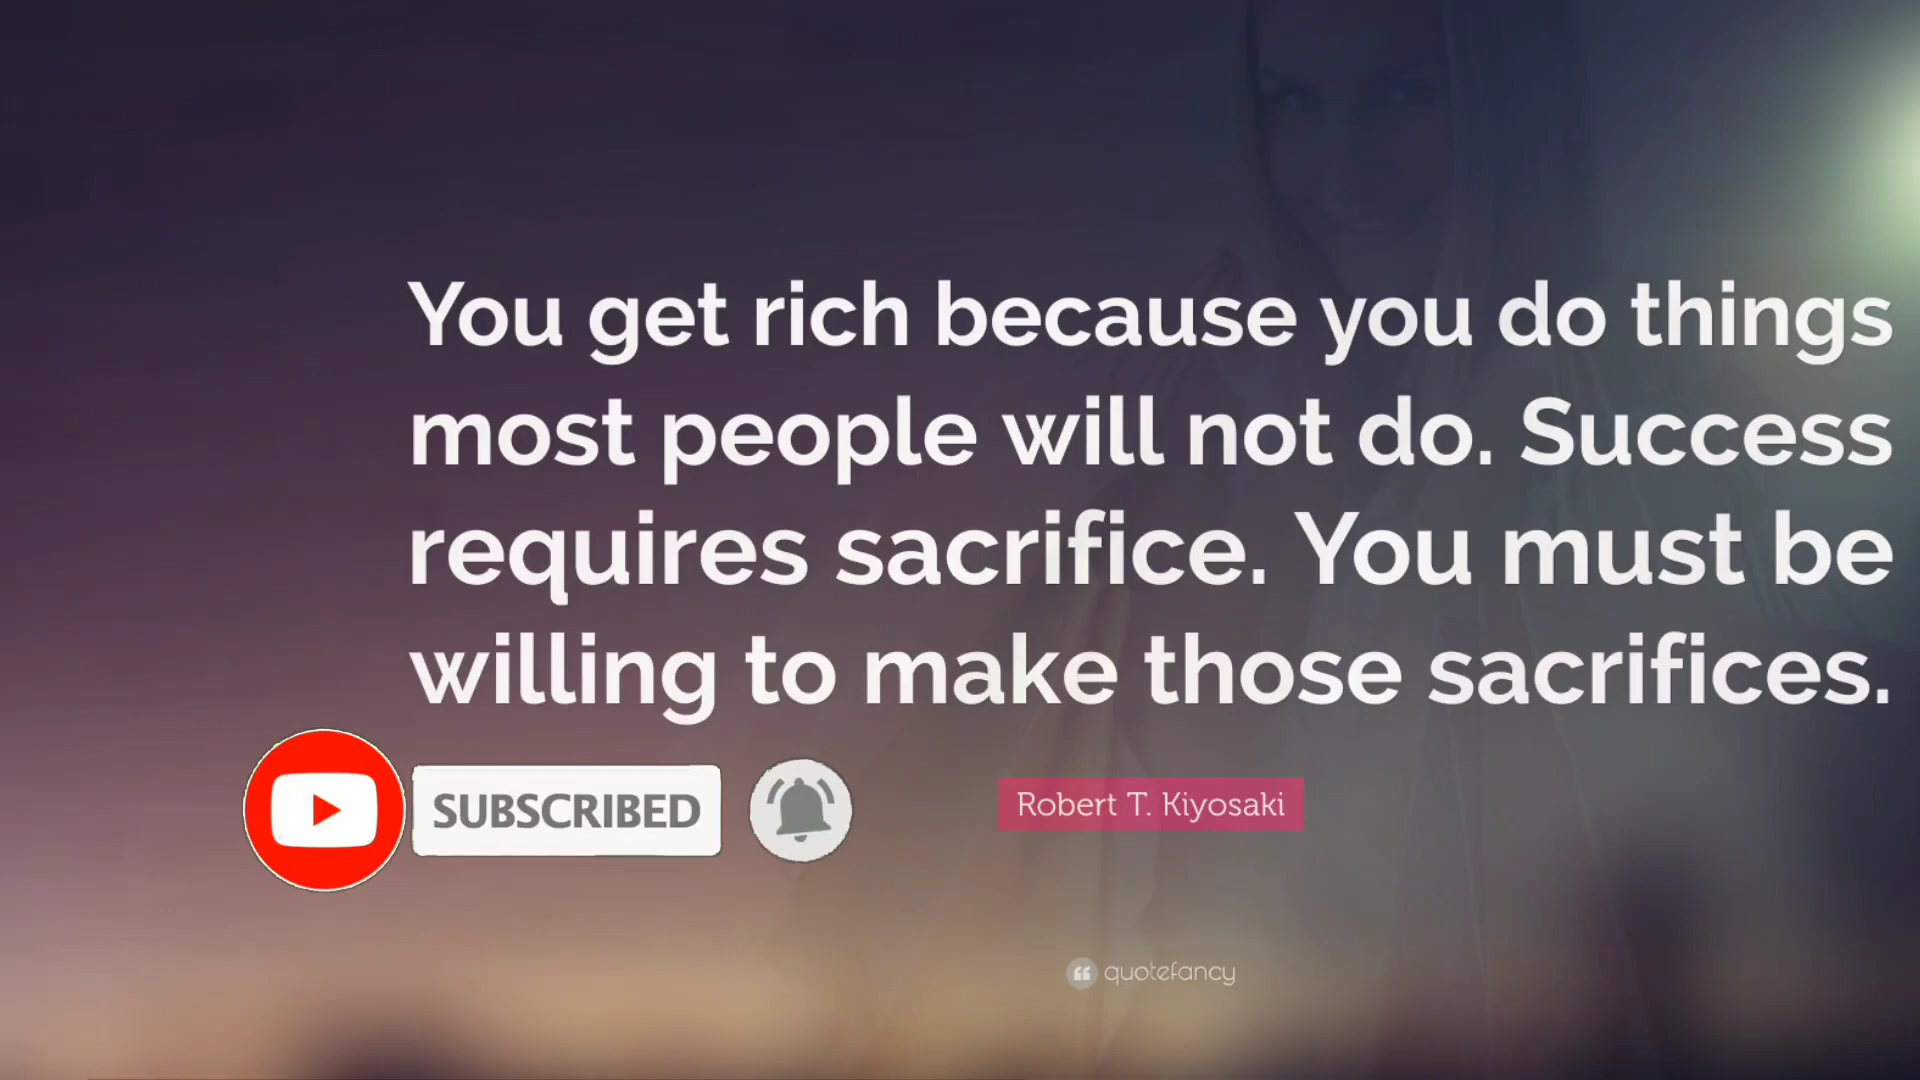 You get rich because you do things
most people will not do. Success
requires sacrifice. You must be
willing to make those sacrifices.
SUBSCRIBED
Robert T. Kiyosaki
quotefancy